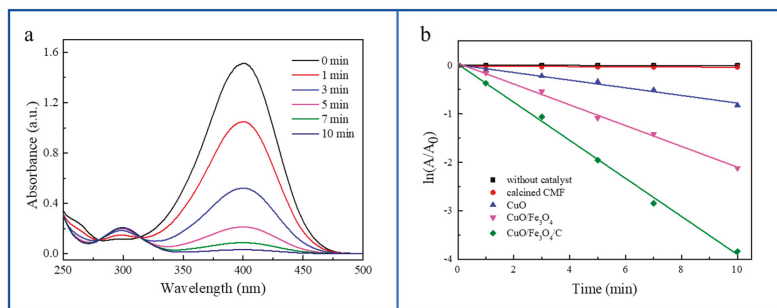 a
1.6
1.2
0.8
0.4
0.0
250
300
350
400
450
500
Absorbance (a.u.)
Wavelength (nm)
0 min
1 min
3 min
5 min
7 min
10 min
b
0
-1
-2
-3
-4
0
2
4
6
8
10
ln(A/A0)
Time (min)
without catalyst
calcined CMF
CuO
CuO/Fe3O4
CuO/Fe3O4/C